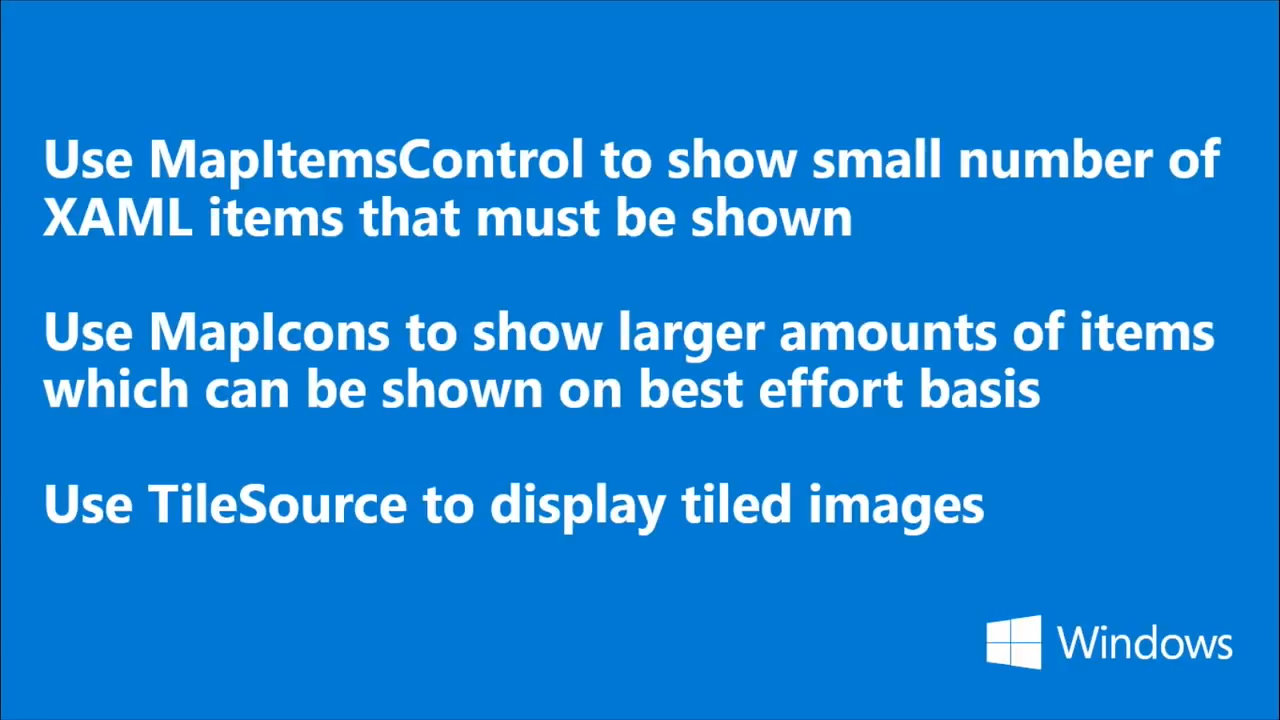 Use MapItemsControl to show small number of
XAML items that must be shown
Use MapIcons to show larger amounts of items
which can be shown on best effort basis
Use TileSource to display tiled images
Windows